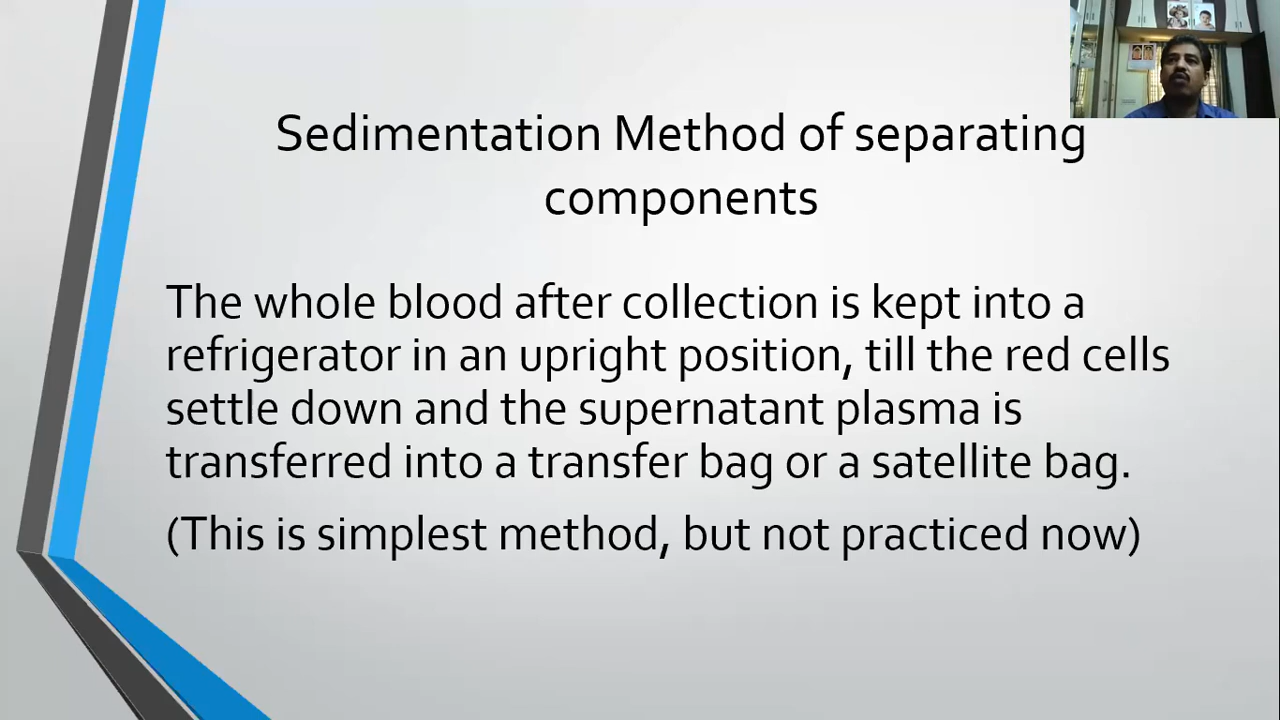 Sedimentation Method of separating
components
The whole blood after collection is kept into a
refrigerator in an upright position, till the red cells
settle down and the supernatant plasma is
transferred into a transfer bag or a satellite bag.
(This is simplest method, but not practiced now)